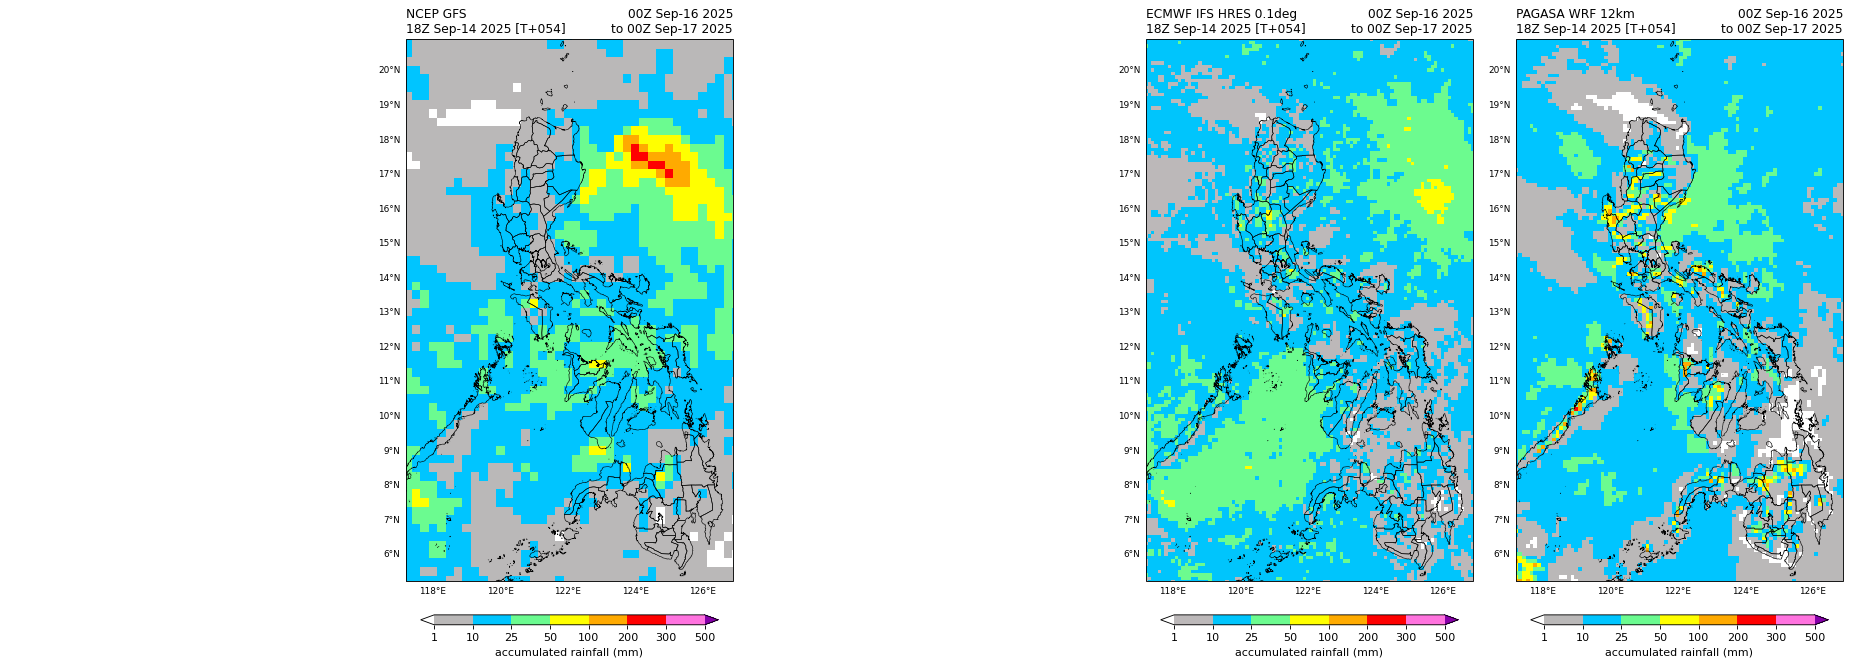 NCEP GFS 00Z Sep-16 2025
18Z Sep-14 2025 [T+054] to 00Z Sep-17 2025
20°N
19°N
18°N
17°N
16°N
15°N
14°N
13°N
12°N
11°N
10°N
9°N
8°N
7°N
6°N
118°E 120°E 122°E 124°E 126°E
1 10 25 50 100 200 300 500
accumulated rainfall (mm)
ECMWF IFS HRES 0.1deg 00Z Sep-16 2025
18Z Sep-14 2025 [T+054] to 00Z Sep-17 2025
20°N
19°N
18°N
17°N
16°N
15°N
14°N
13°N
12°N
11°N
10°N
9°N
8°N
7°N
6°N
118°E 120°E 122°E 124°E 126°E
1 10 25 50 100 200 300 500
accumulated rainfall (mm)
PAGASA WRF 12km 00Z Sep-16 2025
18Z Sep-14 2025 [T+054] to 00Z Sep-17 2025
20°N
19°N
18°N
17°N
16°N
15°N
14°N
13°N
12°N
11°N
10°N
9°N
8°N
7°N
6°N
118°E 120°E 122°E 124°E 126°E
1 10 25 50 100 200 300 500
accumulated rainfall (mm)